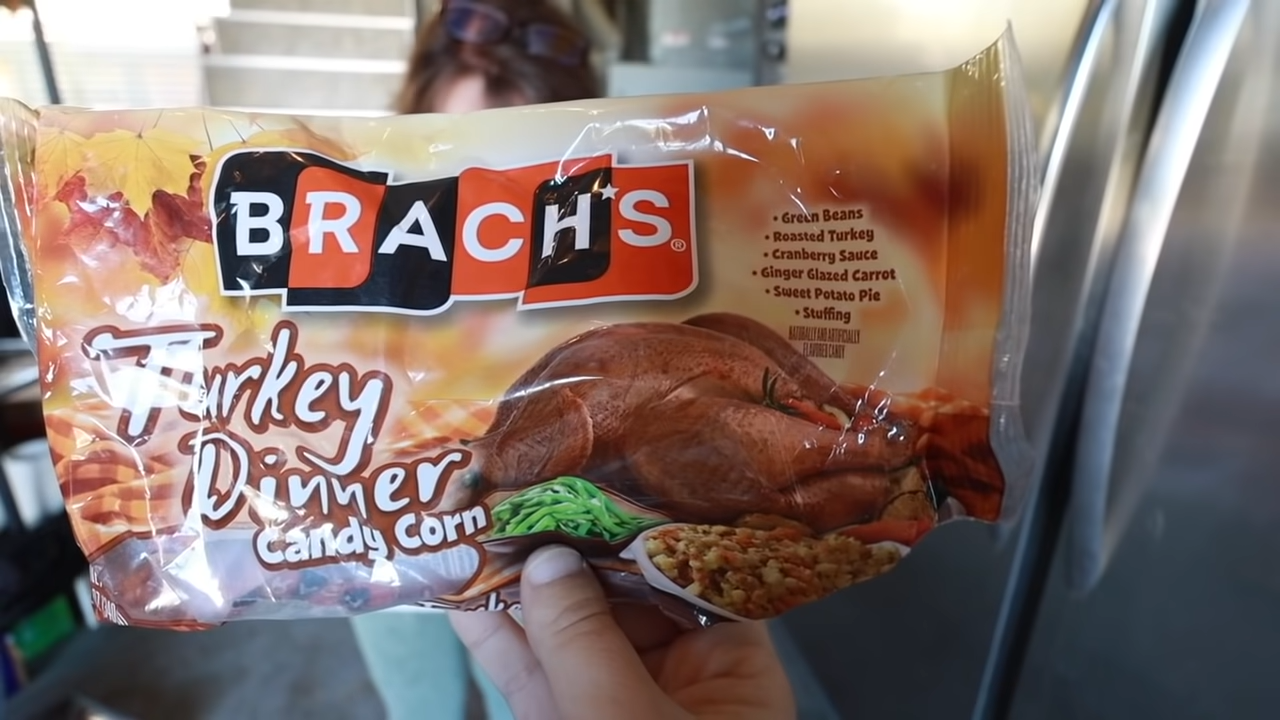 BRACH'S®
• Green Beans
• Roasted Turkey
• Cranberry Sauce
• Ginger Glazed Carrot
• Sweet Potato Pie
• Stuffing
NATURALLY AND ARTIFICIALLY
FLAVORED CANDY
Turkey
Dinner
Candy Corn